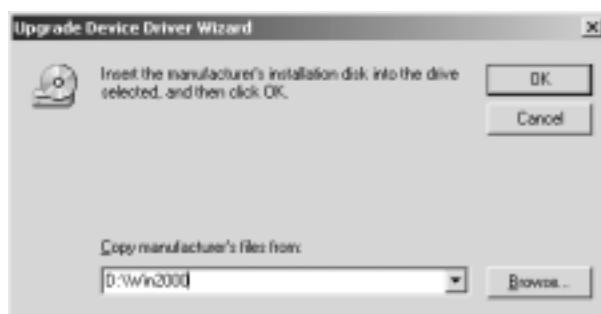 Upgrade Device Driver Wizard
Insert the manufacturer's installation disk into the drive
selected, and then click OK.
OK
Cancel
Copy manufacturer's files from:
D:\Win2000
Browse...